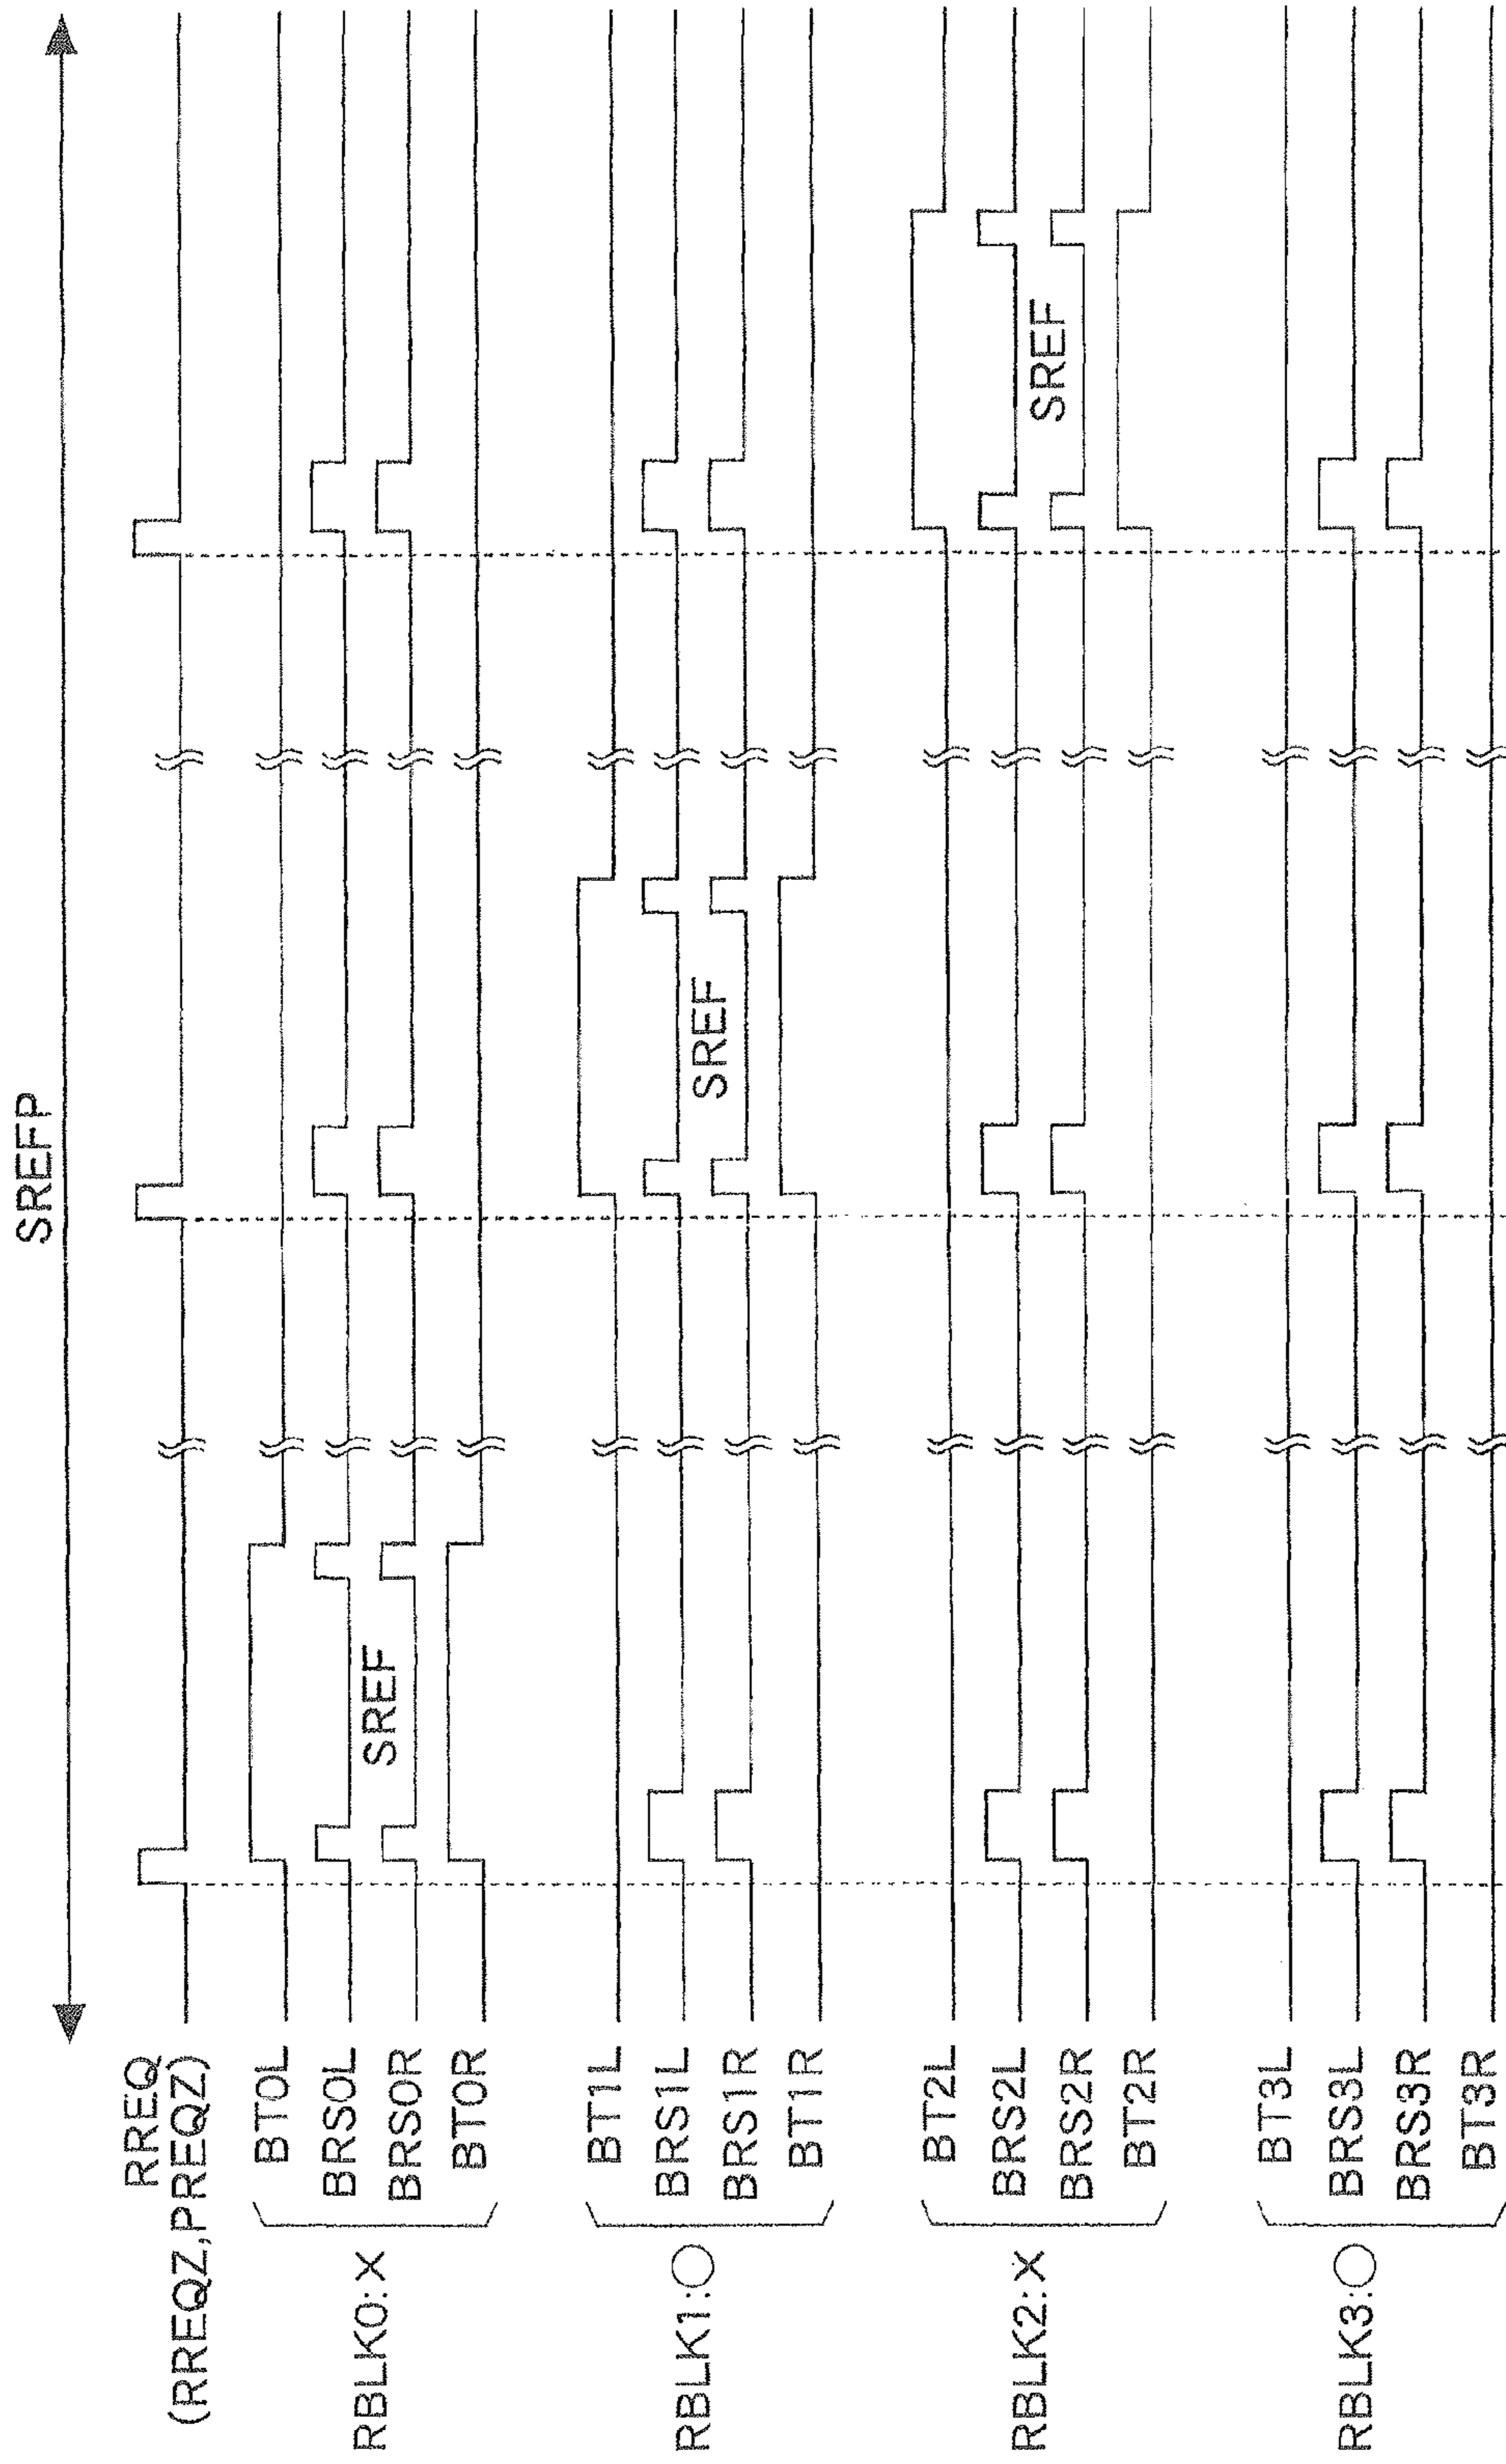 SREFP
RREQ
(RREQZ,PREQZ)
RBLK0:X
BT0L
BRS0L
SREF
BRS0R
BT0R
RBLK1:○
BT1L
BRS1L
SREF
BRS1R
BT1R
RBLK2:X
BT2L
BRS2L
SREF
BRS2R
BT2R
RBLK3:○
BT3L
BRS3L
BRS3R
BT3R